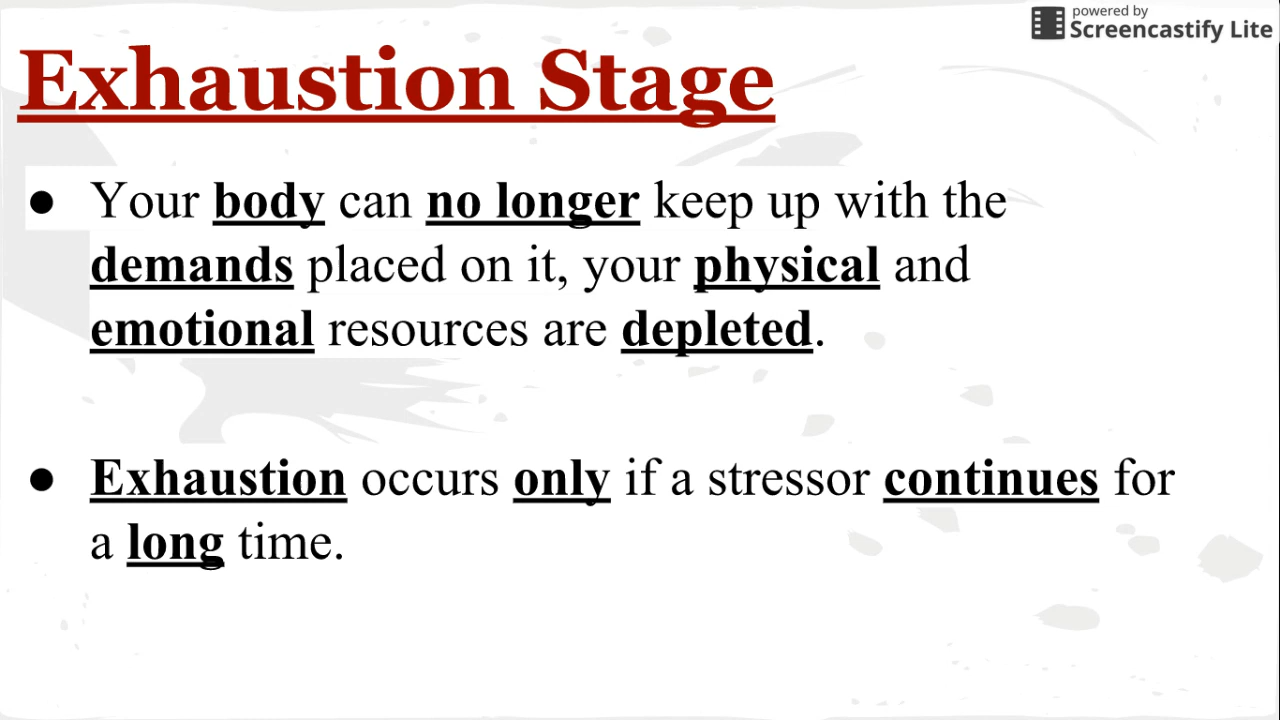 powered by
Screencastify Lite
Exhaustion Stage
● Your body can no longer keep up with the
demands placed on it, your physical and
emotional resources are depleted.
● Exhaustion occurs only if a stressor continues for
a long time.